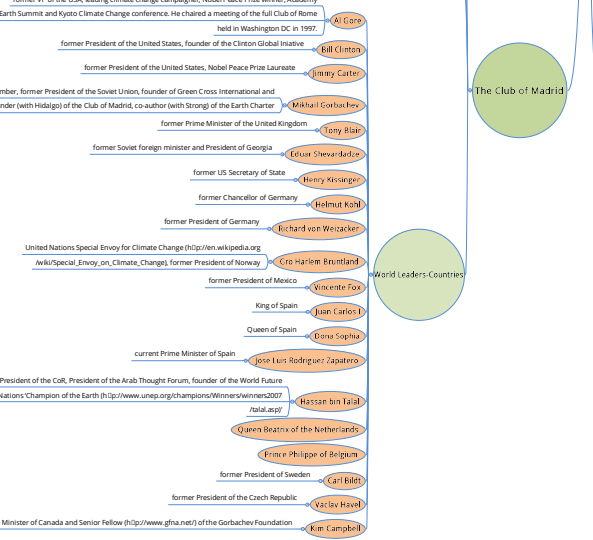 former VP of the USA, leading climate change campaigner, Nobel Peace Prize winner, Academy
Earth Summit and Kyoto Climate Change conference. He chaired a meeting of the full Club of Rome
held in Washington DC in 1997.
Al Gore
former President of the United States, founder of the Clinton Global Iniative
Bill Clinton
former President of the United States, Nobel Peace Prize Laureate
Jimmy Carter
The Club of Madrid
former President of the Soviet Union, founder of Green Cross International and
(with Hidalgo) of the Club of Madrid, co-author (with Strong) of the Earth Charter
Mikhail Gorbachev
former Prime Minister of the United Kingdom
Tony Blair
former Soviet foreign minister and President of Georgia
Eduar Shevardadze
former US Secretary of State
Henry Kissinger
former Chancellor of Germany
Helmut Kohl
former President of Germany
Richard von Weizacker
United Nations Special Envoy for Climate Change (h▯p://en.wikipedia.org
/wiki/Special_Envoy_on_Climate_Change), former President of Norway
Gro Harlem Bruntland
World Leaders-Countries
former President of Mexico
Vincente Fox
King of Spain
Juan Carlos I
Queen of Spain
Dona Sophia
current Prime Minister of Spain
Jose Luis Rodriguez Zapatero
President of the CoR, President of the Arab Thought Forum, founder of the World Future
Nations'Champion of the Earth (h▯p://www.unep.org/champions/Winners/winners2007
/talal.asp)'
Hassan bin Talal
Queen Beatrix of the Netherlands
Prince Philippe of Belgium
former President of Sweden
Carl Bildt
former President of the Czech Republic
Vaclav Havel
Minister of Canada and Senior Fellow (h▯p://www.gfna.net/) of the Gorbachev Foundation
Kim Campbell